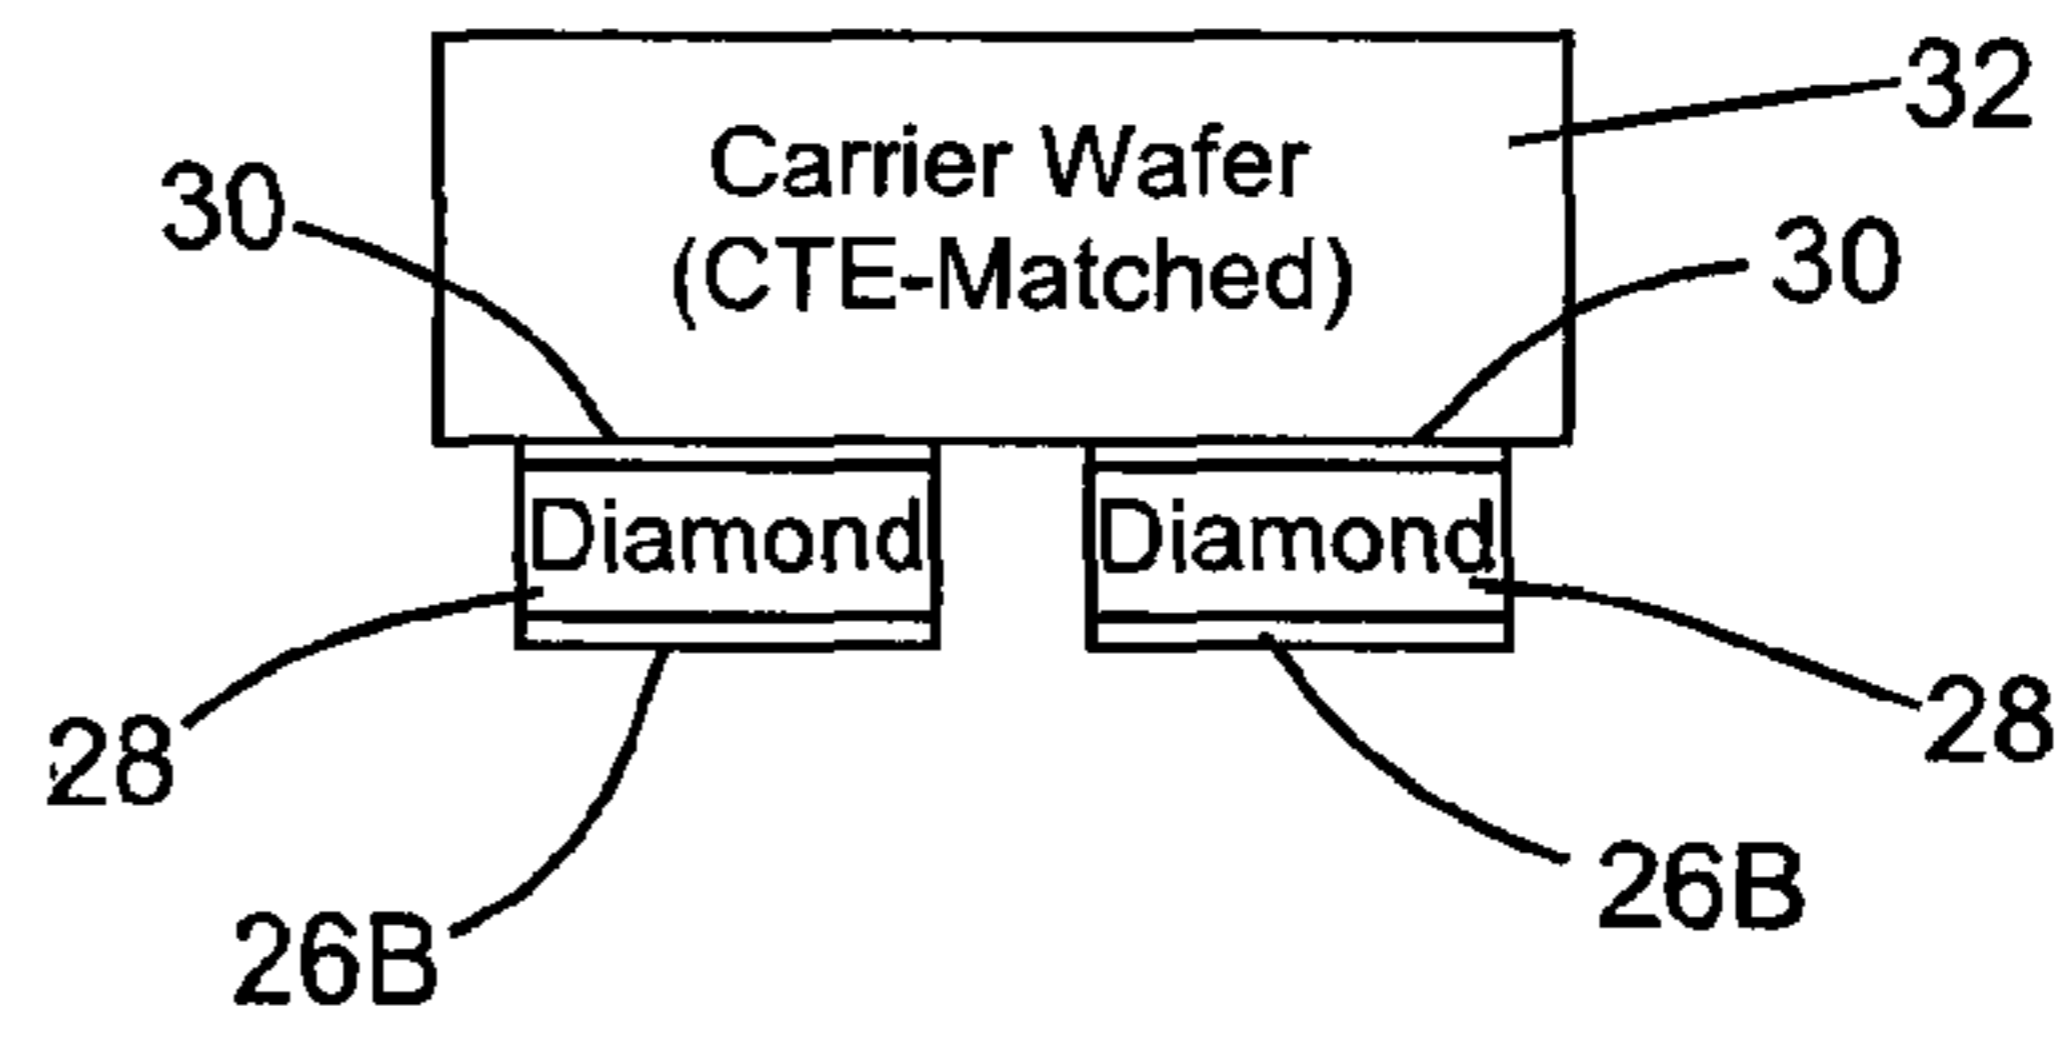 32
Carrier Wafer
30
(CTE-Matched)
30
Diamond
Diamond
28
28
26B
26B